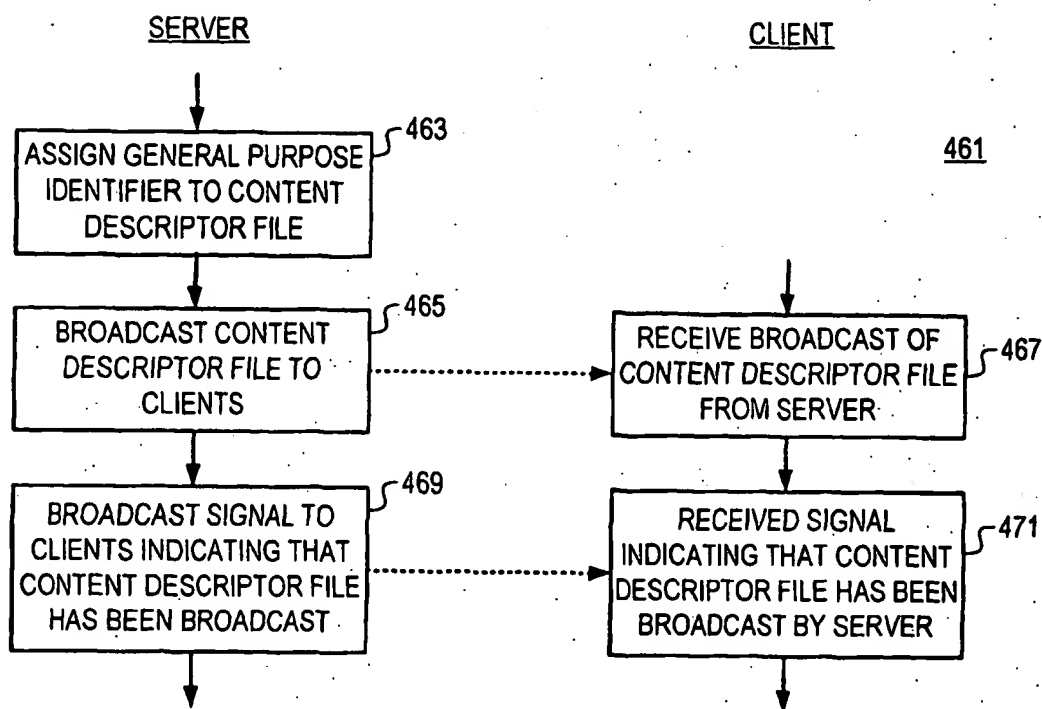 SERVER
CLIENT
461
463
ASSIGN GENERAL PURPOSE
IDENTIFIER TO CONTENT
DESCRIPTOR FILE
465
BROADCAST CONTENT
DESCRIPTOR FILE TO
CLIENTS
467
RECEIVE BROADCAST OF
CONTENT DESCRIPTOR FILE
FROM SERVER
469
BROADCAST SIGNAL TO
CLIENTS INDICATING THAT
CONTENT DESCRIPTOR FILE
HAS BEEN BROADCAST
471
RECEIVED SIGNAL
INDICATING THAT CONTENT
DESCRIPTOR FILE HAS BEEN
BROADCAST BY SERVER